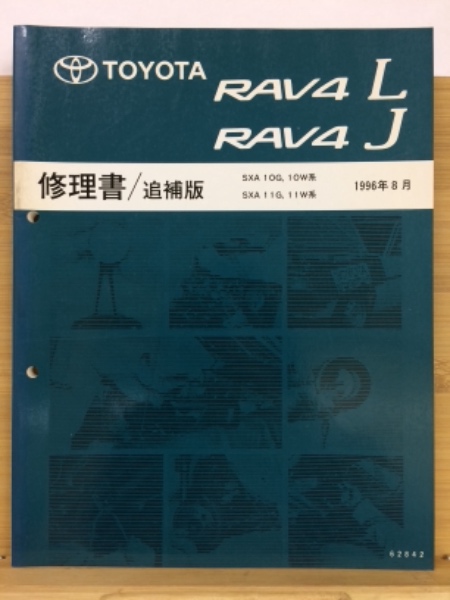 TOYOTA RAV4 L
RAV4 J
修理書/追補版
SXA 10G, 10W系
SXA 11G, 11W系
1996年8月
62842